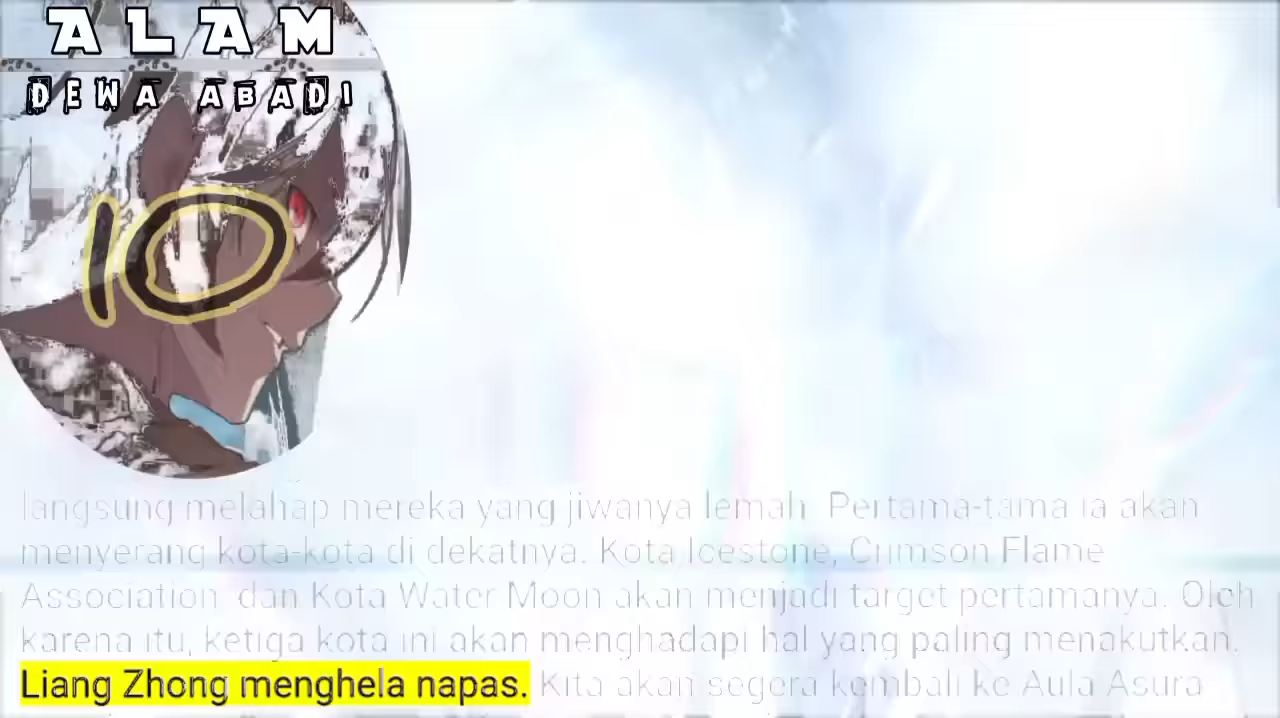 ALAM
DEWA ABADI
10
langsung melahap mereka yang jiwanya lemah. Pertama-tama ia akan
menyerang kota-kota di dekatnya. Kota Icestone, Crimson Flame
Association, dan Kota Water Moon akan menjadi target pertamanya. Oleh
karena itu, ketiga kota ini akan menghadapi hal yang paling menakutkan.
Liang Zhong menghela napas. Kita akan segera kembali ke Aula Asura